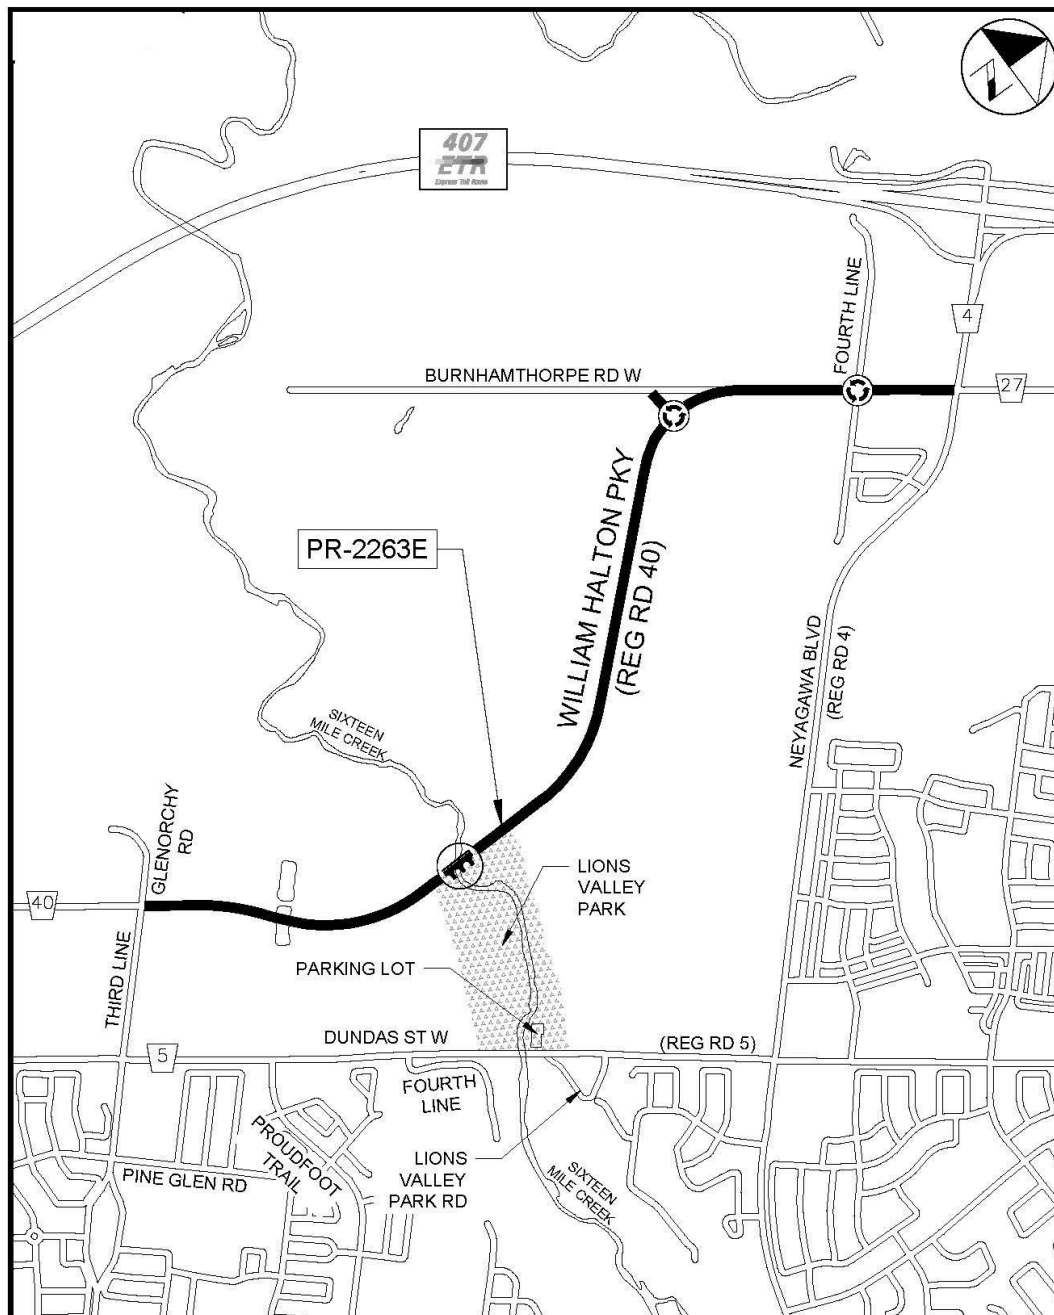 407
ETR
Express Toll Route
FOURTH LINE
4
BURNHAMTHORPE RD W
27
WILLIAM HALTON PKY
(REG RD 40)
PR-2263E
NEYAGAWA BLVD
(REG RD 4)
SIXTEEN
MILE CREEK
GLENORCHY
RD
LIONS
VALLEY
PARK
40
THIRD LINE
PARKING LOT
DUNDAS ST W
(REG RD 5)
5
FOURTH
LINE
PROUDFOOT
TRAIL
PINE GLEN RD
LIONS
VALLEY
PARK RD
SIXTEEN
MILE CREEK